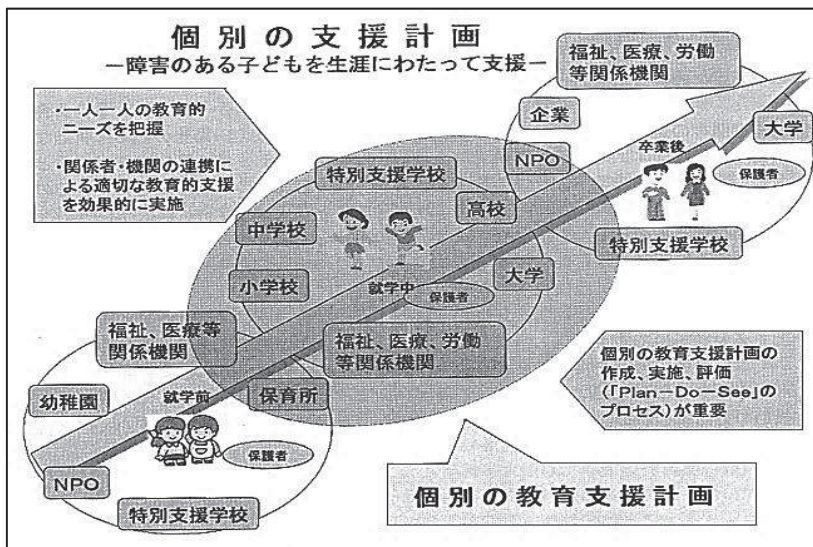 個別の支援計画
－障害のある子どもを生涯にわたって支援－
・一人一人の教育的
ニーズを把握
・関係者・機関の連携に
よる適切な教育的支援
を効果的に実施
福祉、医療、労働
等関係機関
企業
NPO
大学
卒業後
保護者
特別支援学校
特別支援学校
高校
中学校
小学校
就学中
保護者
大学
福祉、医療、労働
等関係機関
福祉、医療等
関係機関
幼稚園
就学前
保育所
保護者
NPO
特別支援学校
個別の教育支援計画の
作成、実施、評価
（「Plan－Do－See」の
プロセス）が重要
個別の教育支援計画